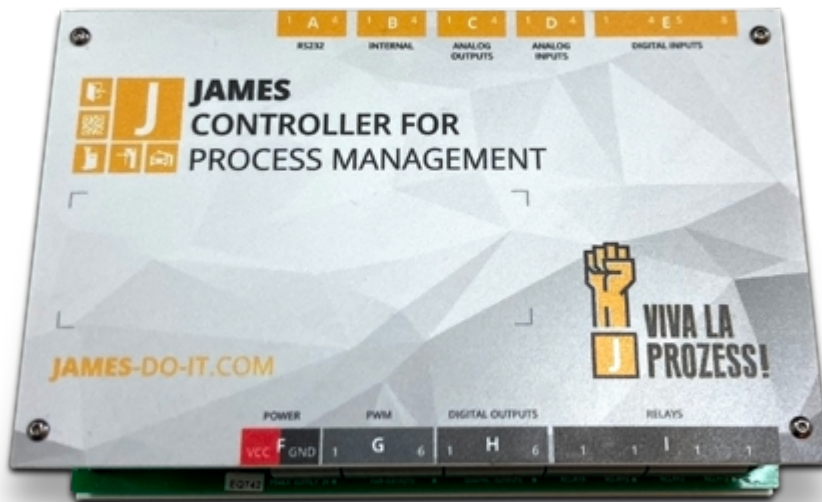 1 A 4 1 B 4 1 C 4 1 D 4 1 4 E 5 8
RS232 INTERNAL ANALOG OUTPUTS ANALOG INPUTS DIGITAL INPUTS
J JAMES
CONTROLLER FOR
PROCESS MANAGEMENT
VIVA LA
J PROZESS!
JAMES-DO-IT.COM
POWER PWM DIGITAL OUTPUTS RELAYS
VCC F GND 1 G 6 1 H 6 1 1 I 1 1
EQ742